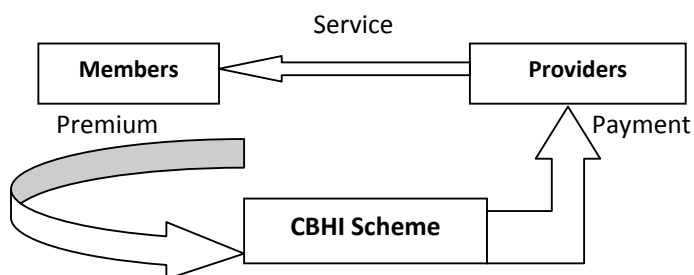 Service
Members
Providers
Premium
Payment
CBHI Scheme